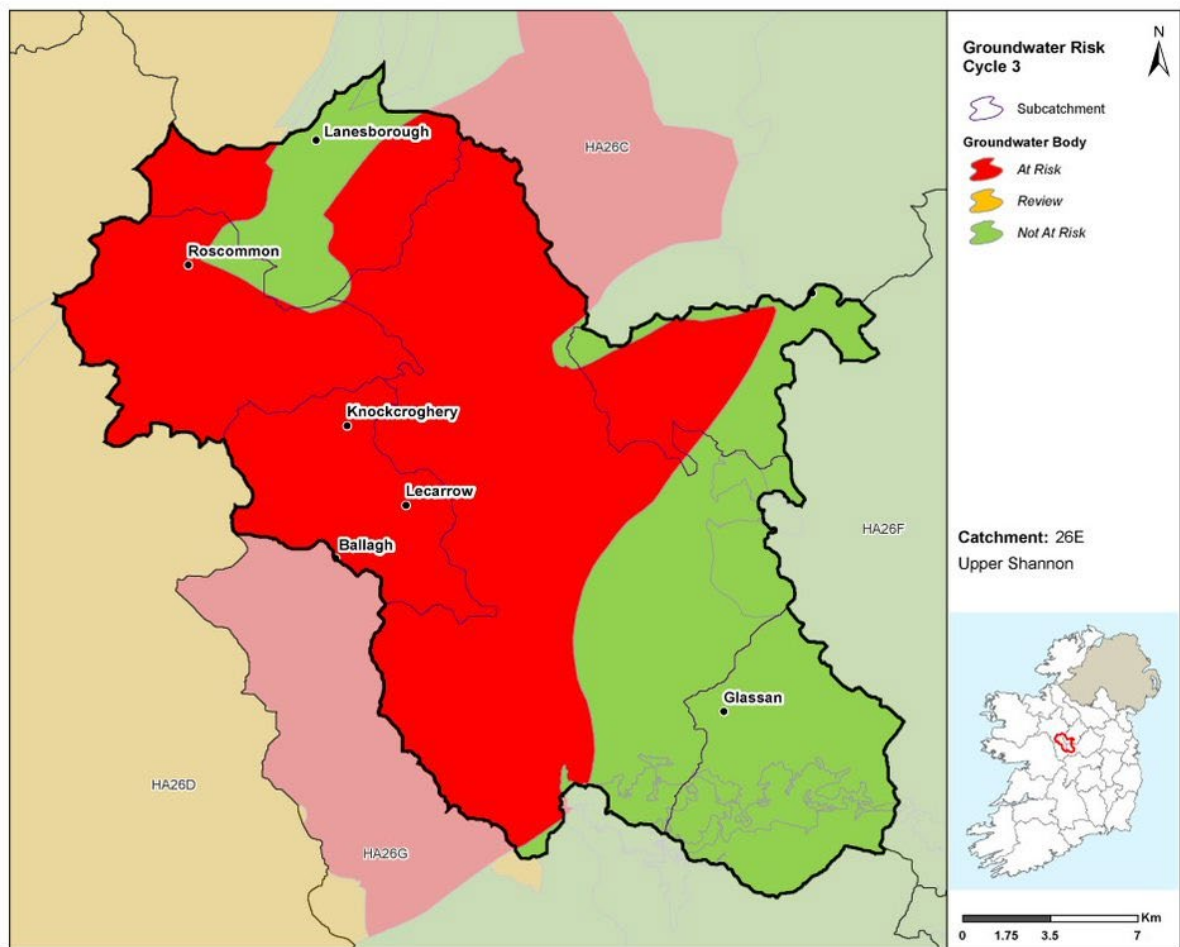 Groundwater Risk
Cycle 3
N
Subcatchment
Groundwater Body
At Risk
Review
Not At Risk
Lanesborough
HA26C
Roscommon
Knockcroghery
Lecarrow
HA26F
Ballagh
Glassan
HA26D
HA26G
Catchment: 26E
Upper Shannon
Km
0 1.75 3.5 7